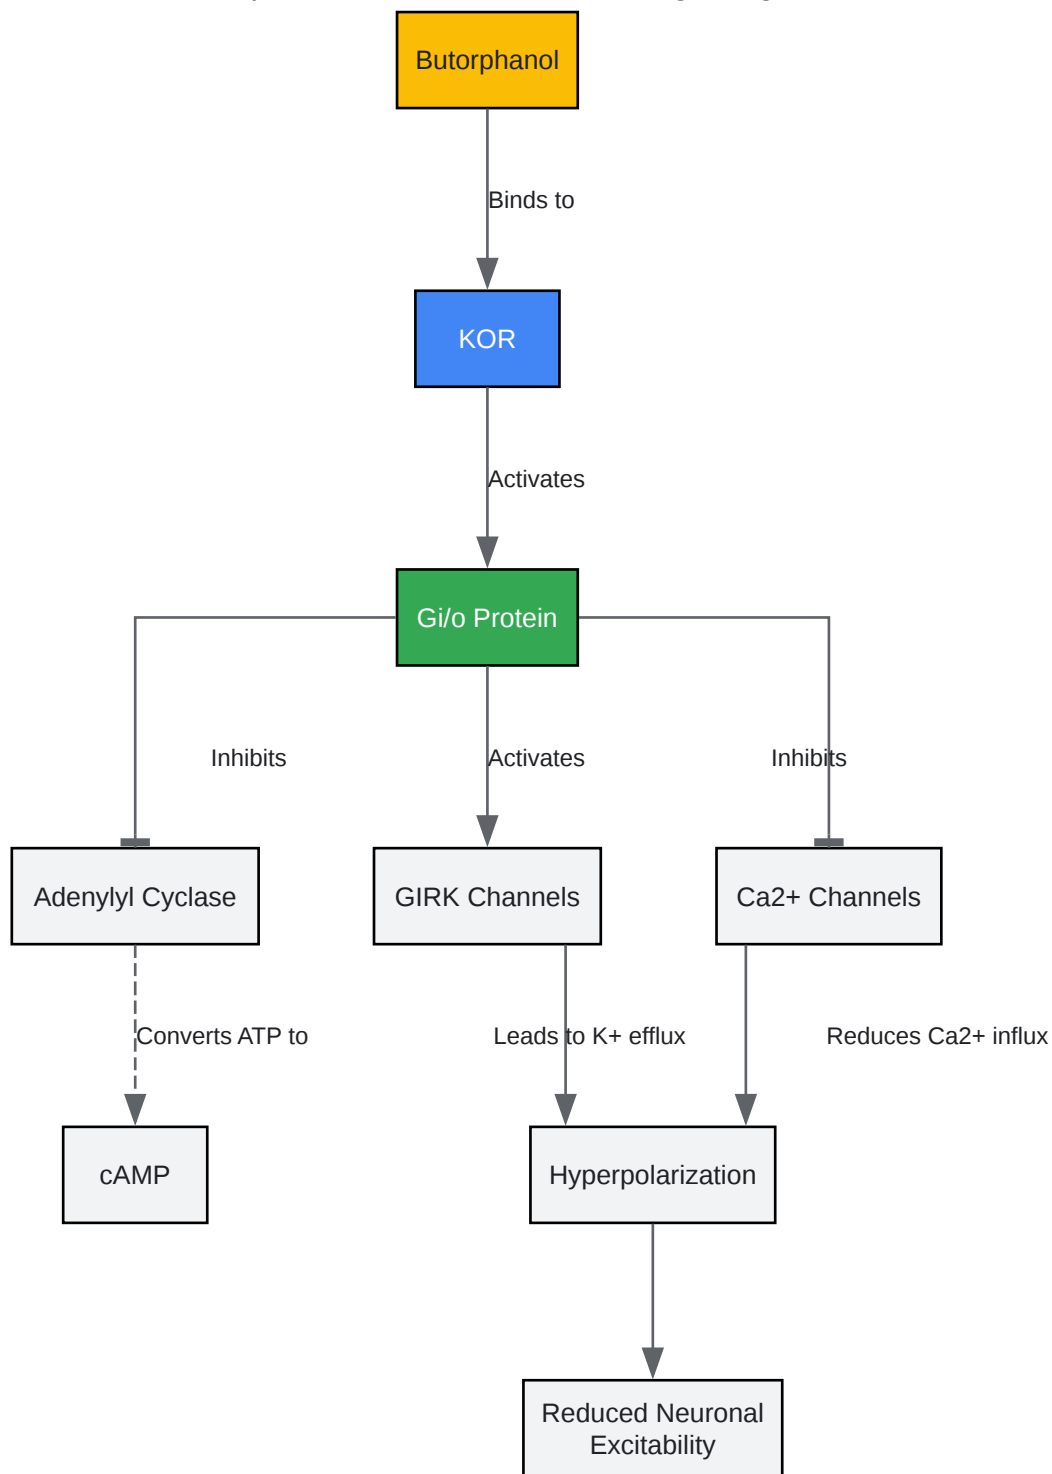 Butorphanol
Binds to
KOR
Activates
Gi/o Protein
Inhibits
Activates
Inhibits
Adenylyl Cyclase
GIRK Channels
Ca2+ Channels
Converts ATP to
Leads to K+ efflux
Reduces Ca2+ influx
cAMP
Hyperpolarization
Reduced Neuronal
Excitability